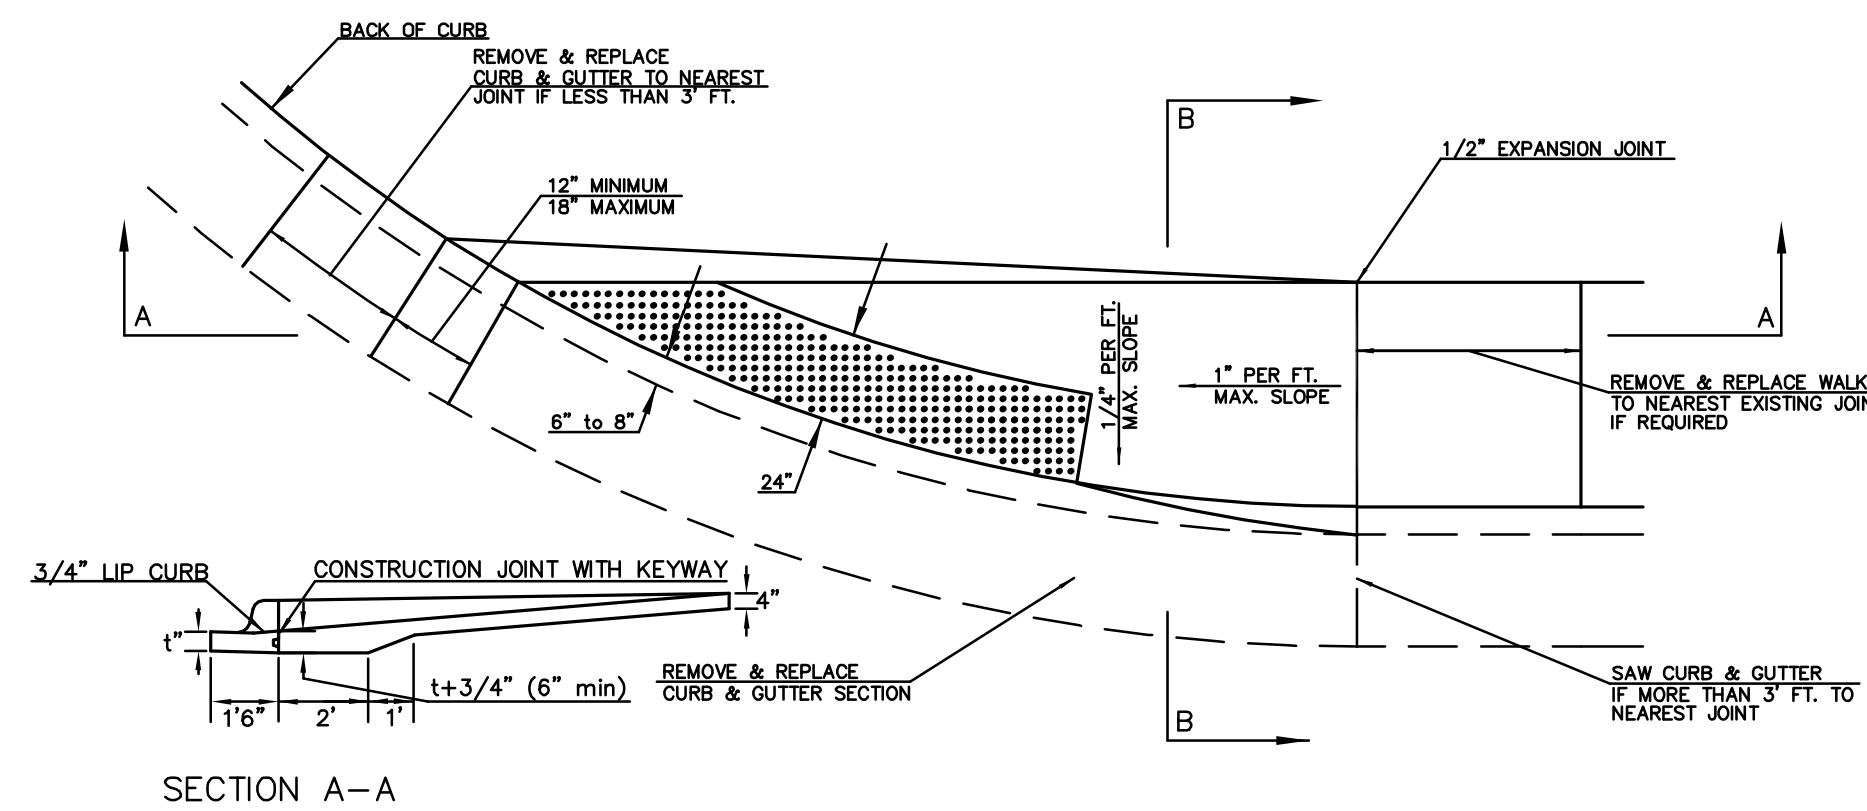 BACK OF CURB
REMOVE & REPLACE
CURB & GUTTER TO NEAREST
JOINT IF LESS THAN 3' FT.
12" MINIMUM
18" MAXIMUM
B
1/2" EXPANSION JOINT
A
A
1/4" PER FT.
MAX. SLOPE
1" PER FT.
MAX. SLOPE
REMOVE & REPLACE WALK
TO NEAREST EXISTING JOIN
IF REQUIRED
6" to 8"
24"
3/4" LIP CURB
CONSTRUCTION JOINT WITH KEYWAY
4"
t"
t+3/4" (6" min)
1'6"
2'
1'
REMOVE & REPLACE
CURB & GUTTER SECTION
SAW CURB & GUTTER
IF MORE THAN 3' FT. TO
NEAREST JOINT
B
SECTION A-A